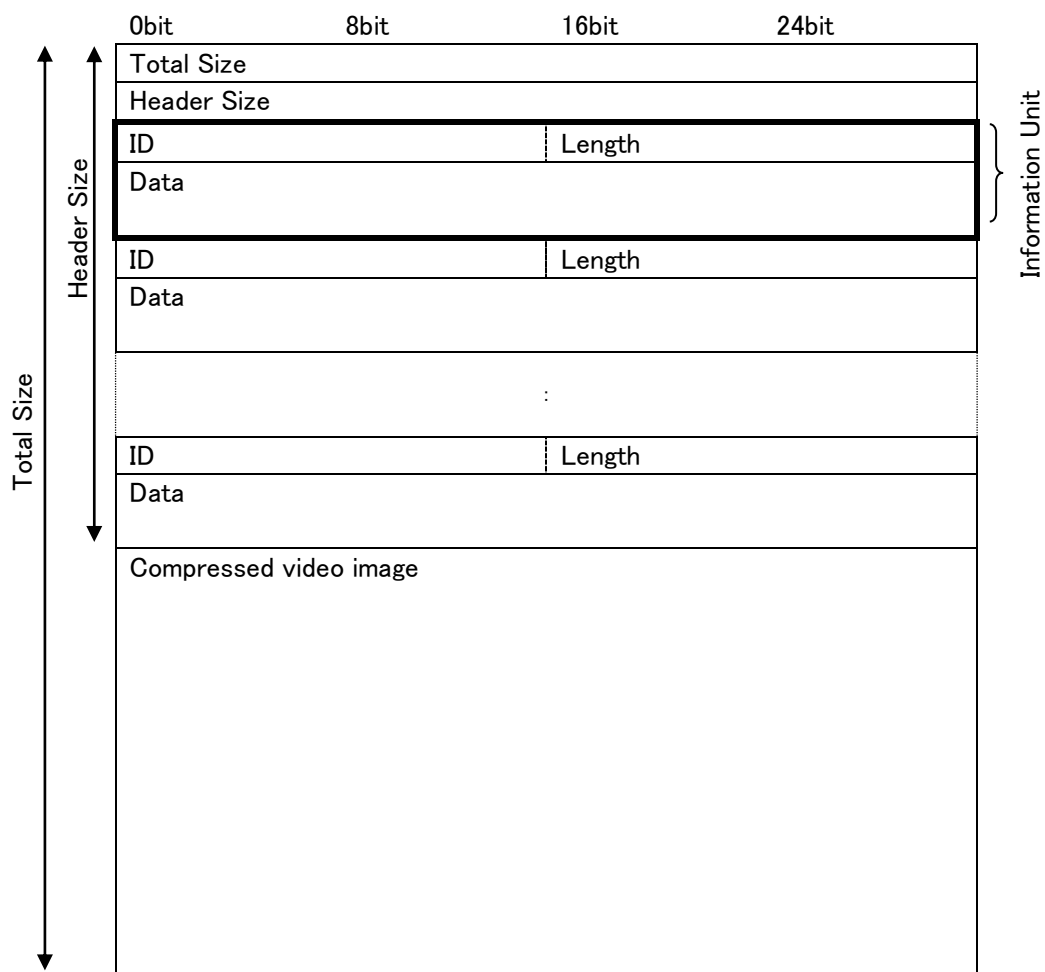 0bit 8bit 16bit 24bit
Total Size
Header Size
ID Length
Data
ID Length
Data
:
ID Length
Data
Compressed video image
Header Size
Total Size
Information Unit